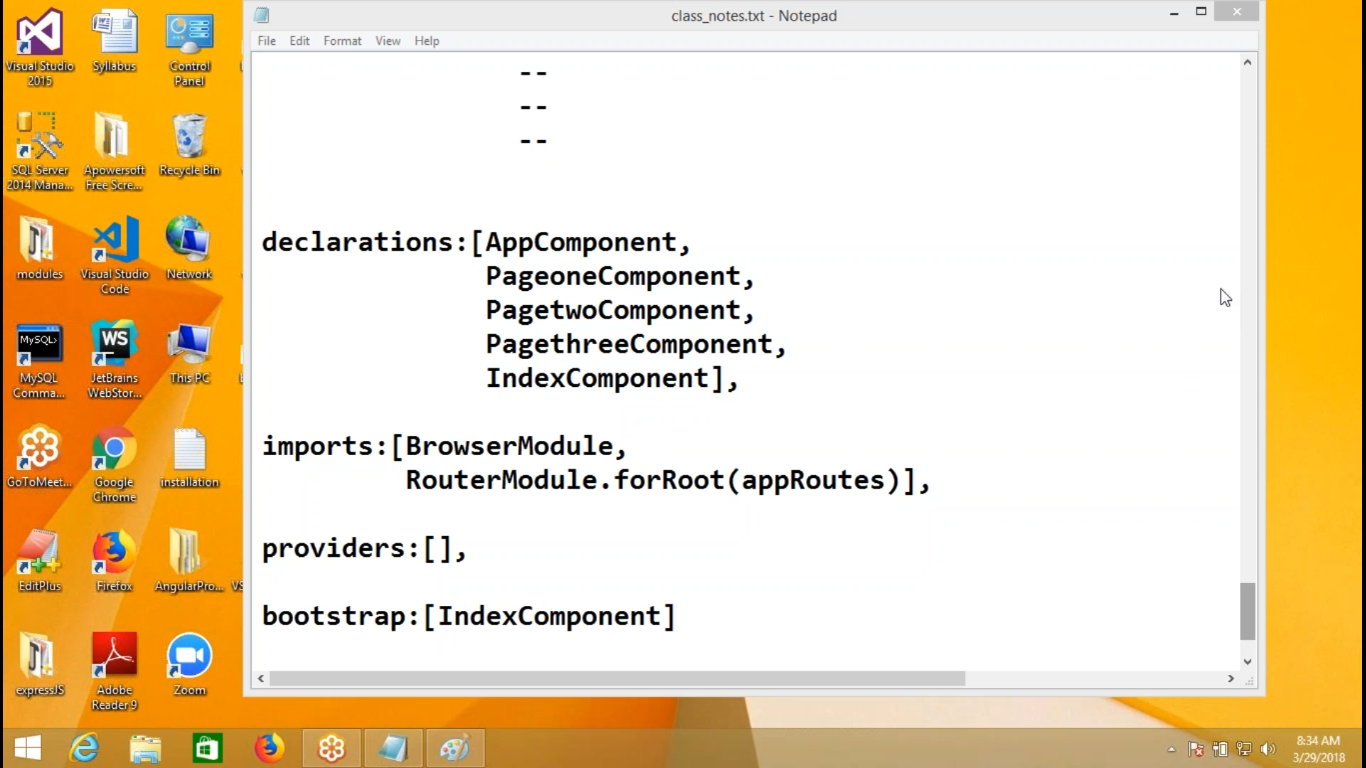 class_notes.txt - Notepad
File Edit Format View Help
--
--
--
declarations:[AppComponent,
PageoneComponent,
PagetwoComponent,
PagethreeComponent,
IndexComponent],
imports:[BrowserModule,
RouterModule.forRoot(appRoutes)],
providers:[],
bootstrap:[IndexComponent]
Visual Studio
2015
Syllabus
Control
Panel
SQL Server
2014 Mana...
Apowersoft
Free Scre...
Recycle Bin
modules
Visual Studio
Code
Network
MySQL>
MySQL
Comma...
WS
JetBrains
WebStor...
This PC
GoToMeet...
Google
Chrome
installation
EditPlus
Firefox
AngularPro...
VS
expressJS
Adobe
Reader 9
Zoom
8:34 AM
3/29/2018